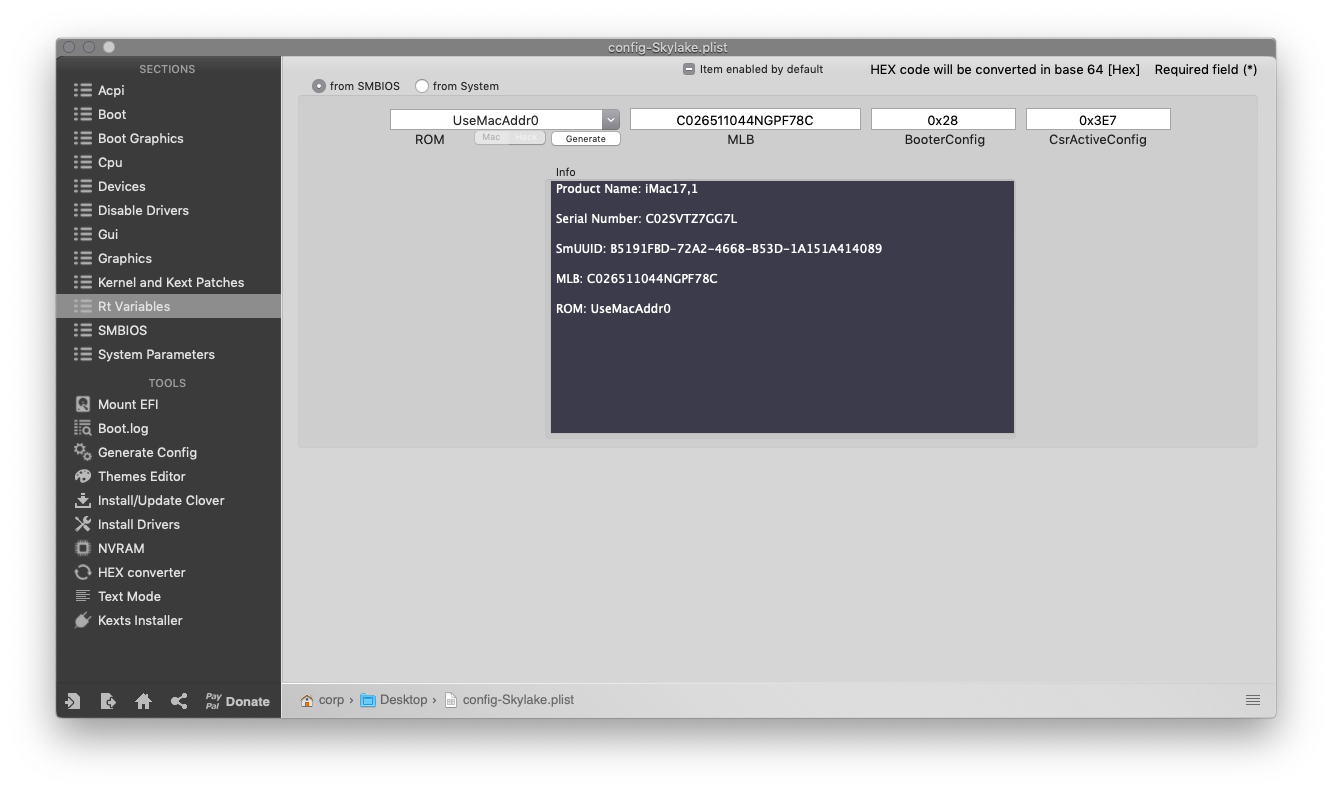 config-Skylake.plist
SECTIONS
Acpi
Boot
Boot Graphics
Cpu
Devices
Disable Drivers
Gui
Graphics
Kernel and Kext Patches
Rt Variables
SMBIOS
System Parameters
TOOLS
Mount EFI
Boot.log
Generate Config
Themes Editor
Install/Update Clover
Install Drivers
NVRAM
HEX converter
Text Mode
Kexts Installer
Pay
Pal Donate
Item enabled by default HEX code will be converted in base 64 [Hex] Required field (*)
from SMBIOS from System
UseMacAddr0 C026511044NGPF78C 0x28 0x3E7
ROM Mac Hack Generate MLB BooterConfig CsrActiveConfig
Info
Product Name: iMac17,1
Serial Number: C02SVTZ7GG7L
SmUUID: B5191FBD-72A2-4668-B53D-1A151A414089
MLB: C026511044NGPF78C
ROM: UseMacAddr0
corp › Desktop › config-Skylake.plist